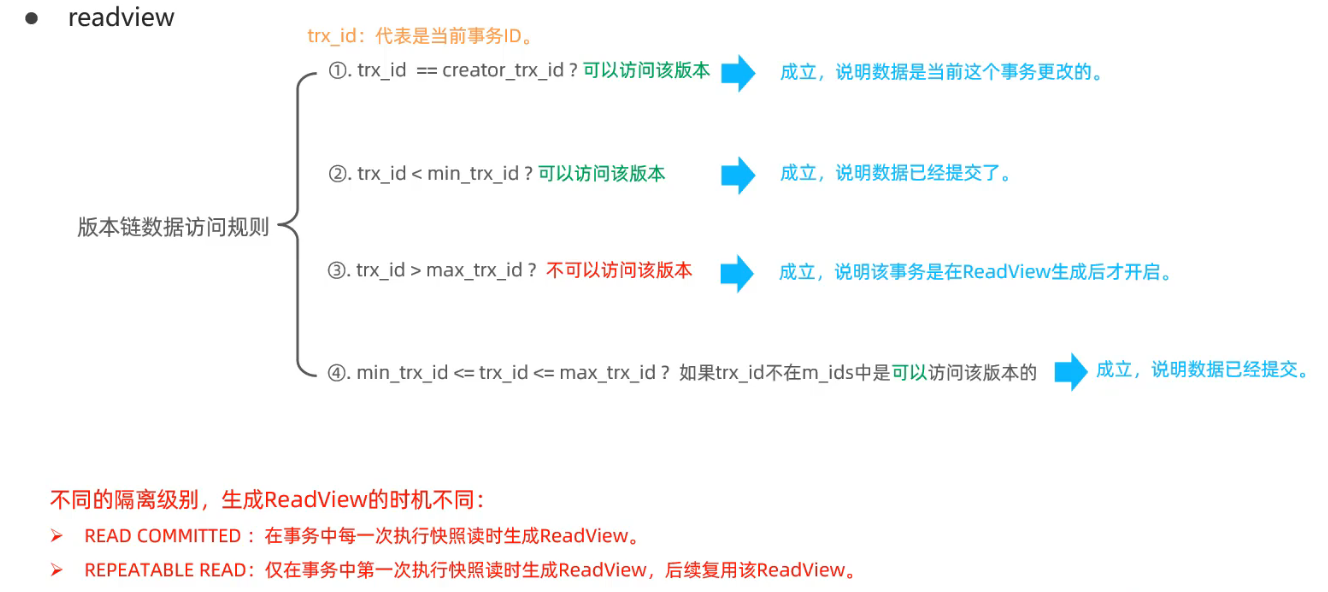 ● readview
trx_id：代表是当前事务ID。
①. trx_id == creator_trx_id ? 可以访问该版本
成立，说明数据是当前这个事务更改的。
②. trx_id < min_trx_id ? 可以访问该版本
成立，说明数据已经提交了。
版本链数据访问规则
③. trx_id > max_trx_id ? 不可以访问该版本
成立，说明该事务是在ReadView生成后才开启。
④. min_trx_id <= trx_id <= max_trx_id ? 如果trx_id不在m_ids中是可以访问该版本的
成立，说明数据已经提交。
不同的隔离级别，生成ReadView的时机不同：
➢ READ COMMITTED ：在事务中每一次执行快照读时生成ReadView。
➢ REPEATABLE READ：仅在事务中第一次执行快照读时生成ReadView，后续复用该ReadView。